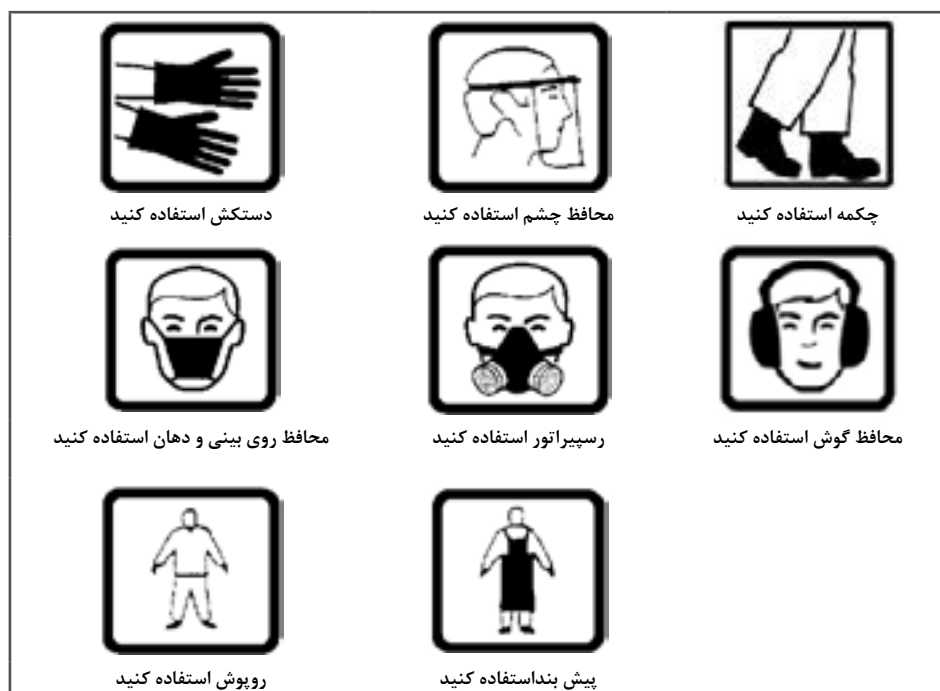 چکمه استفاده کنید
محافظ چشم استفاده کنید
دستکش استفاده کنید
محافظ گوش استفاده کنید
رسپیراتور استفاده کنید
محافظ روی بینی و دهان استفاده کنید
پیش بنداستفاده کنید
روپوش استفاده کنید